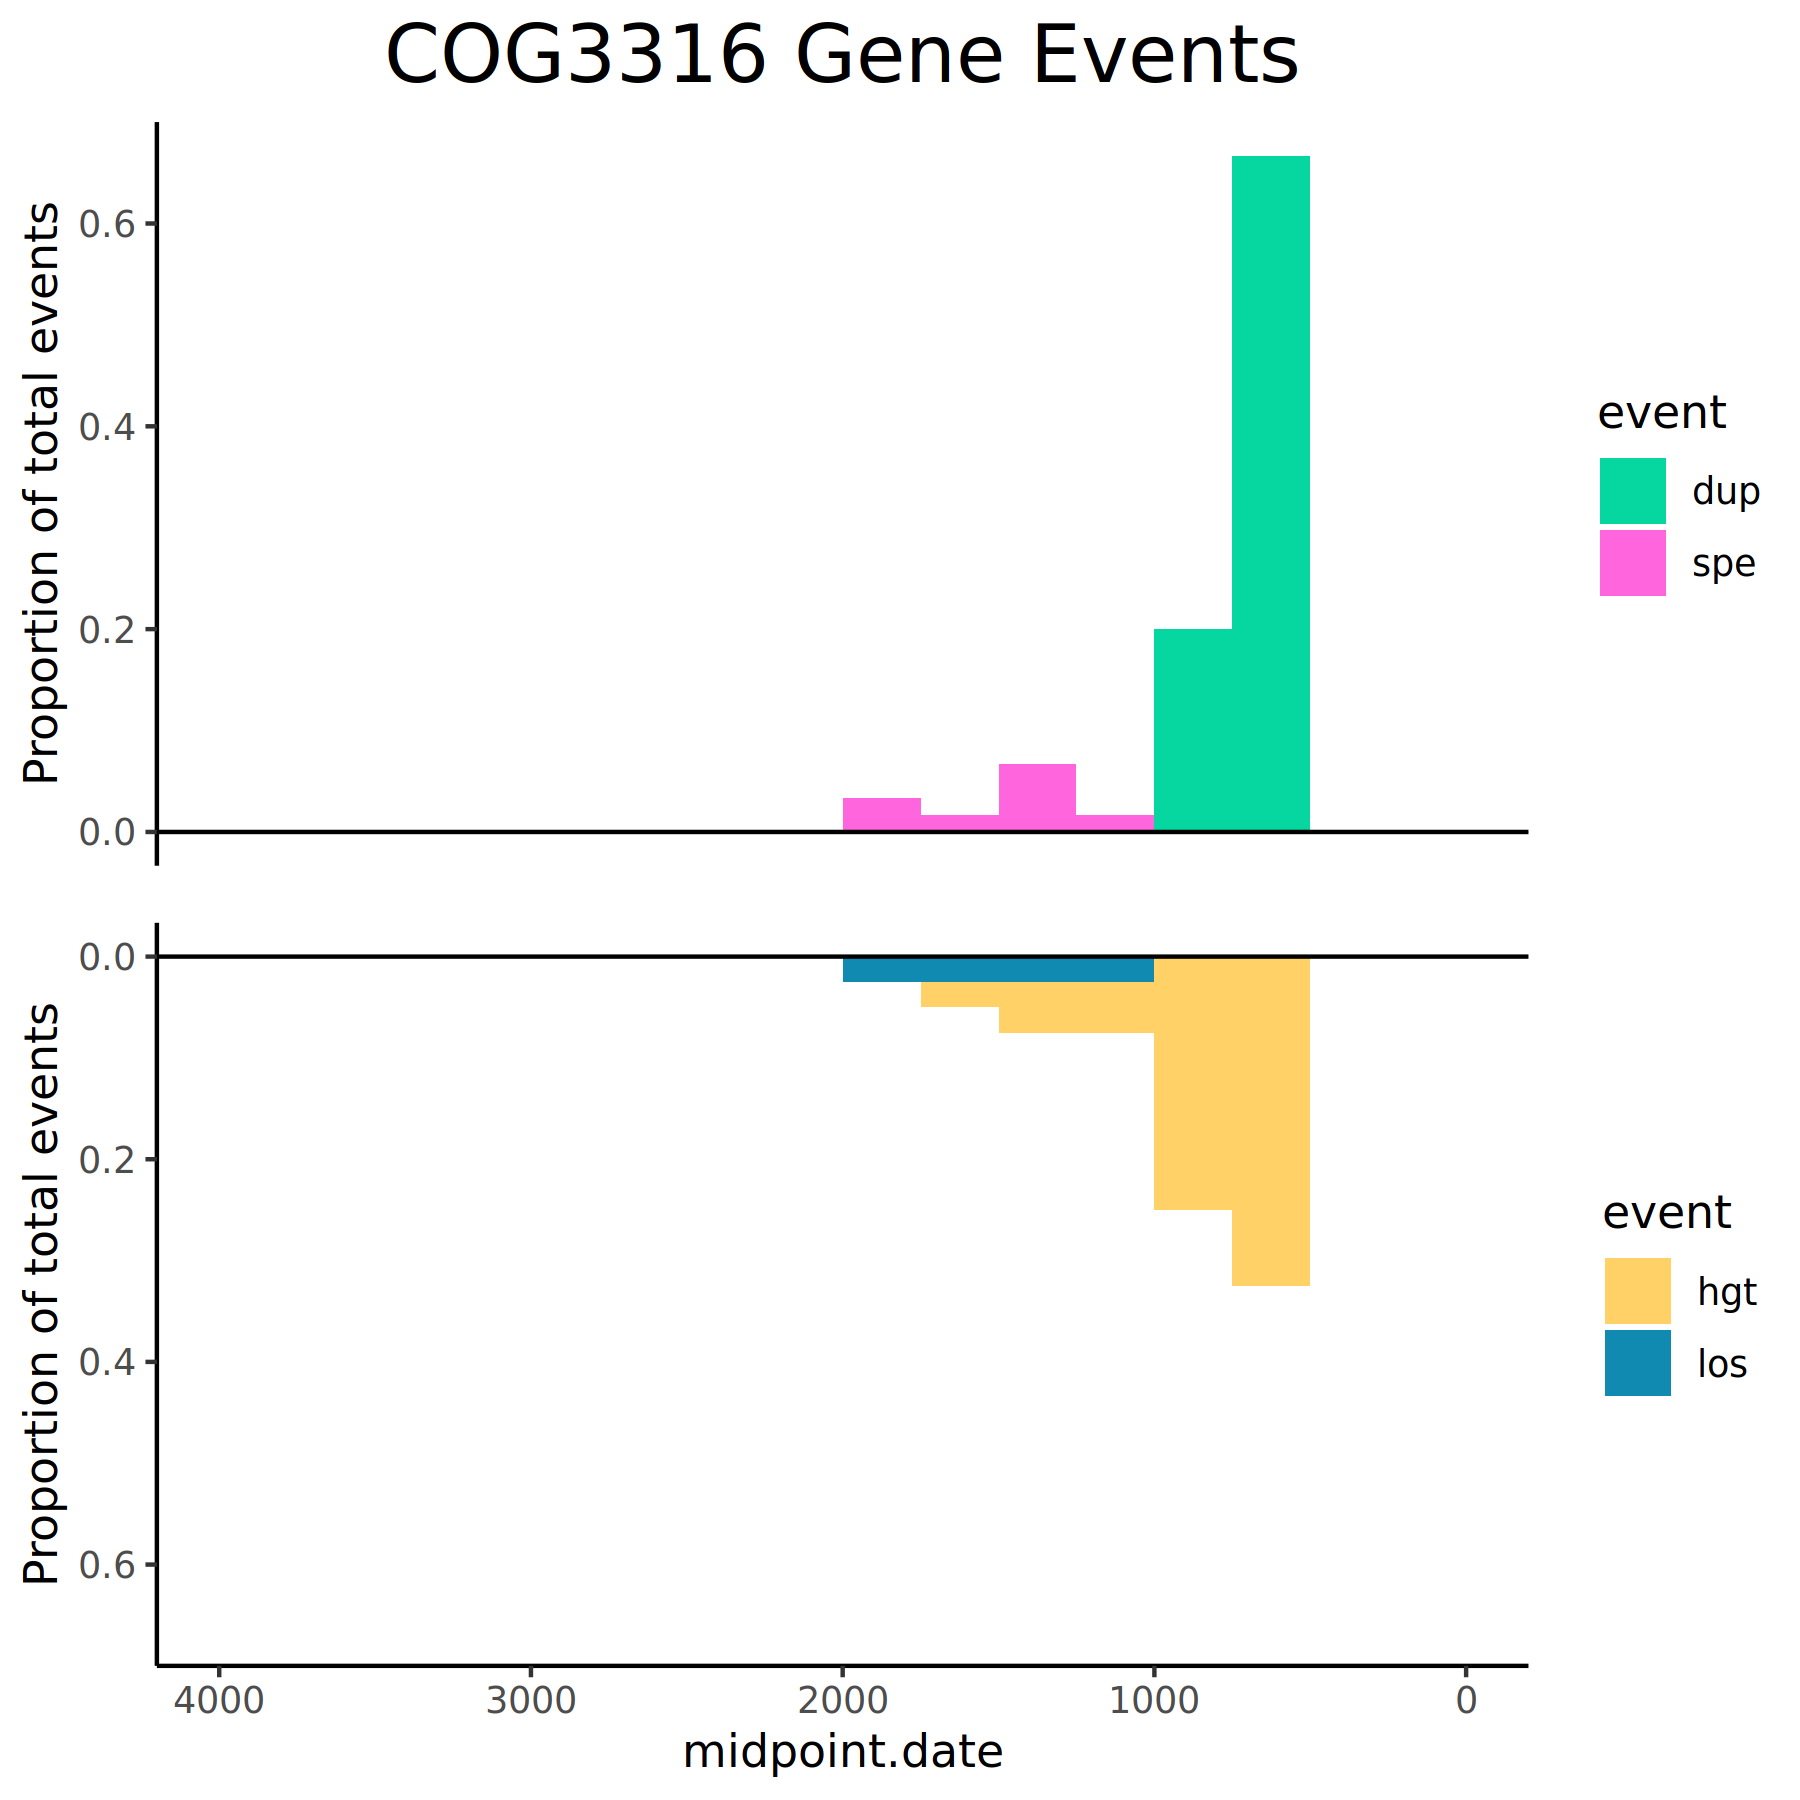 COG3316 Gene Events
Proportion of total events
0.6
0.4
0.2
0.0
event
dup
spe
Proportion of total events
0.0
0.2
0.4
0.6
event
hgt
los
4000 3000 2000 1000 0
midpoint.date